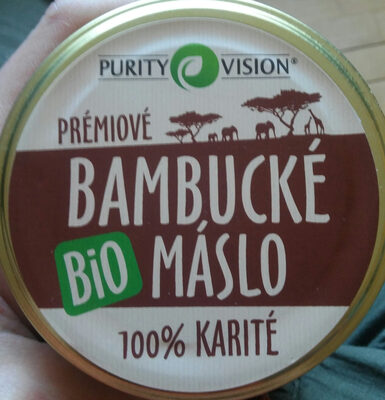 PURITY VISION®
PRÉMIOVÉ
BAMBUCKÉ
BiO MÁSLO
100% KARITÉ